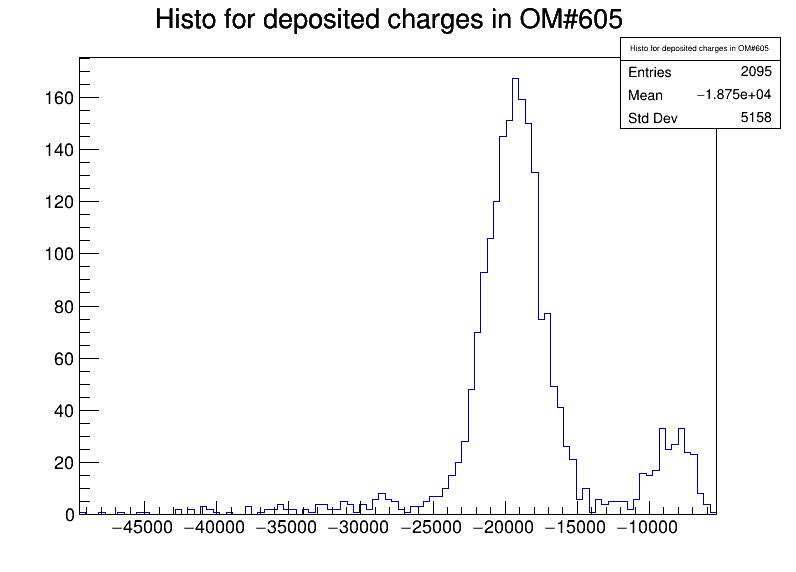 Histo for deposited charges in OM#605
Histo for deposited charges in OM#605
Entries 2095
Mean −1.875e+04
Std Dev 5158
160
140
120
100
80
60
40
20
0
−45000 −40000 −35000 −30000 −25000 −20000 −15000 −10000